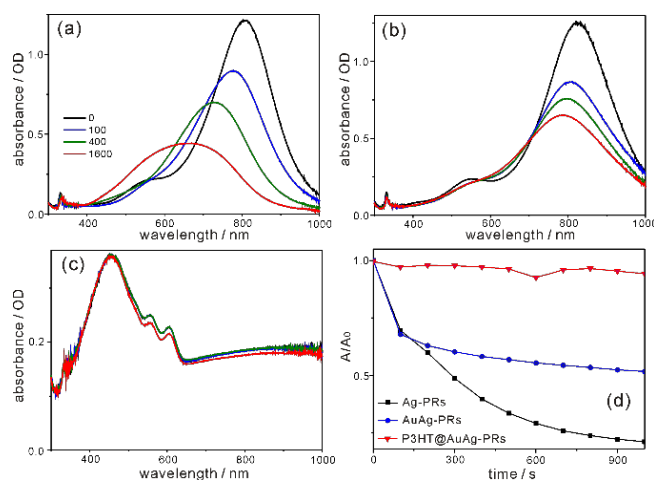 (a)
absorbance / OD
1.0
0.5
0.0
0
100
400
1600
400 600 800 1000
wavelength / nm
(b)
absorbance / OD
1.0
0.5
0.0
400 600 800 1000
wavelength / nm
(c)
absorbance / OD
0.2
0.0
400 600 800 1000
wavelength / nm
(d)
A/A₀
1.0
0.5
Ag-PRs
AuAg-PRs
P3HT@AuAg-PRs
0 300 600 900
time / s